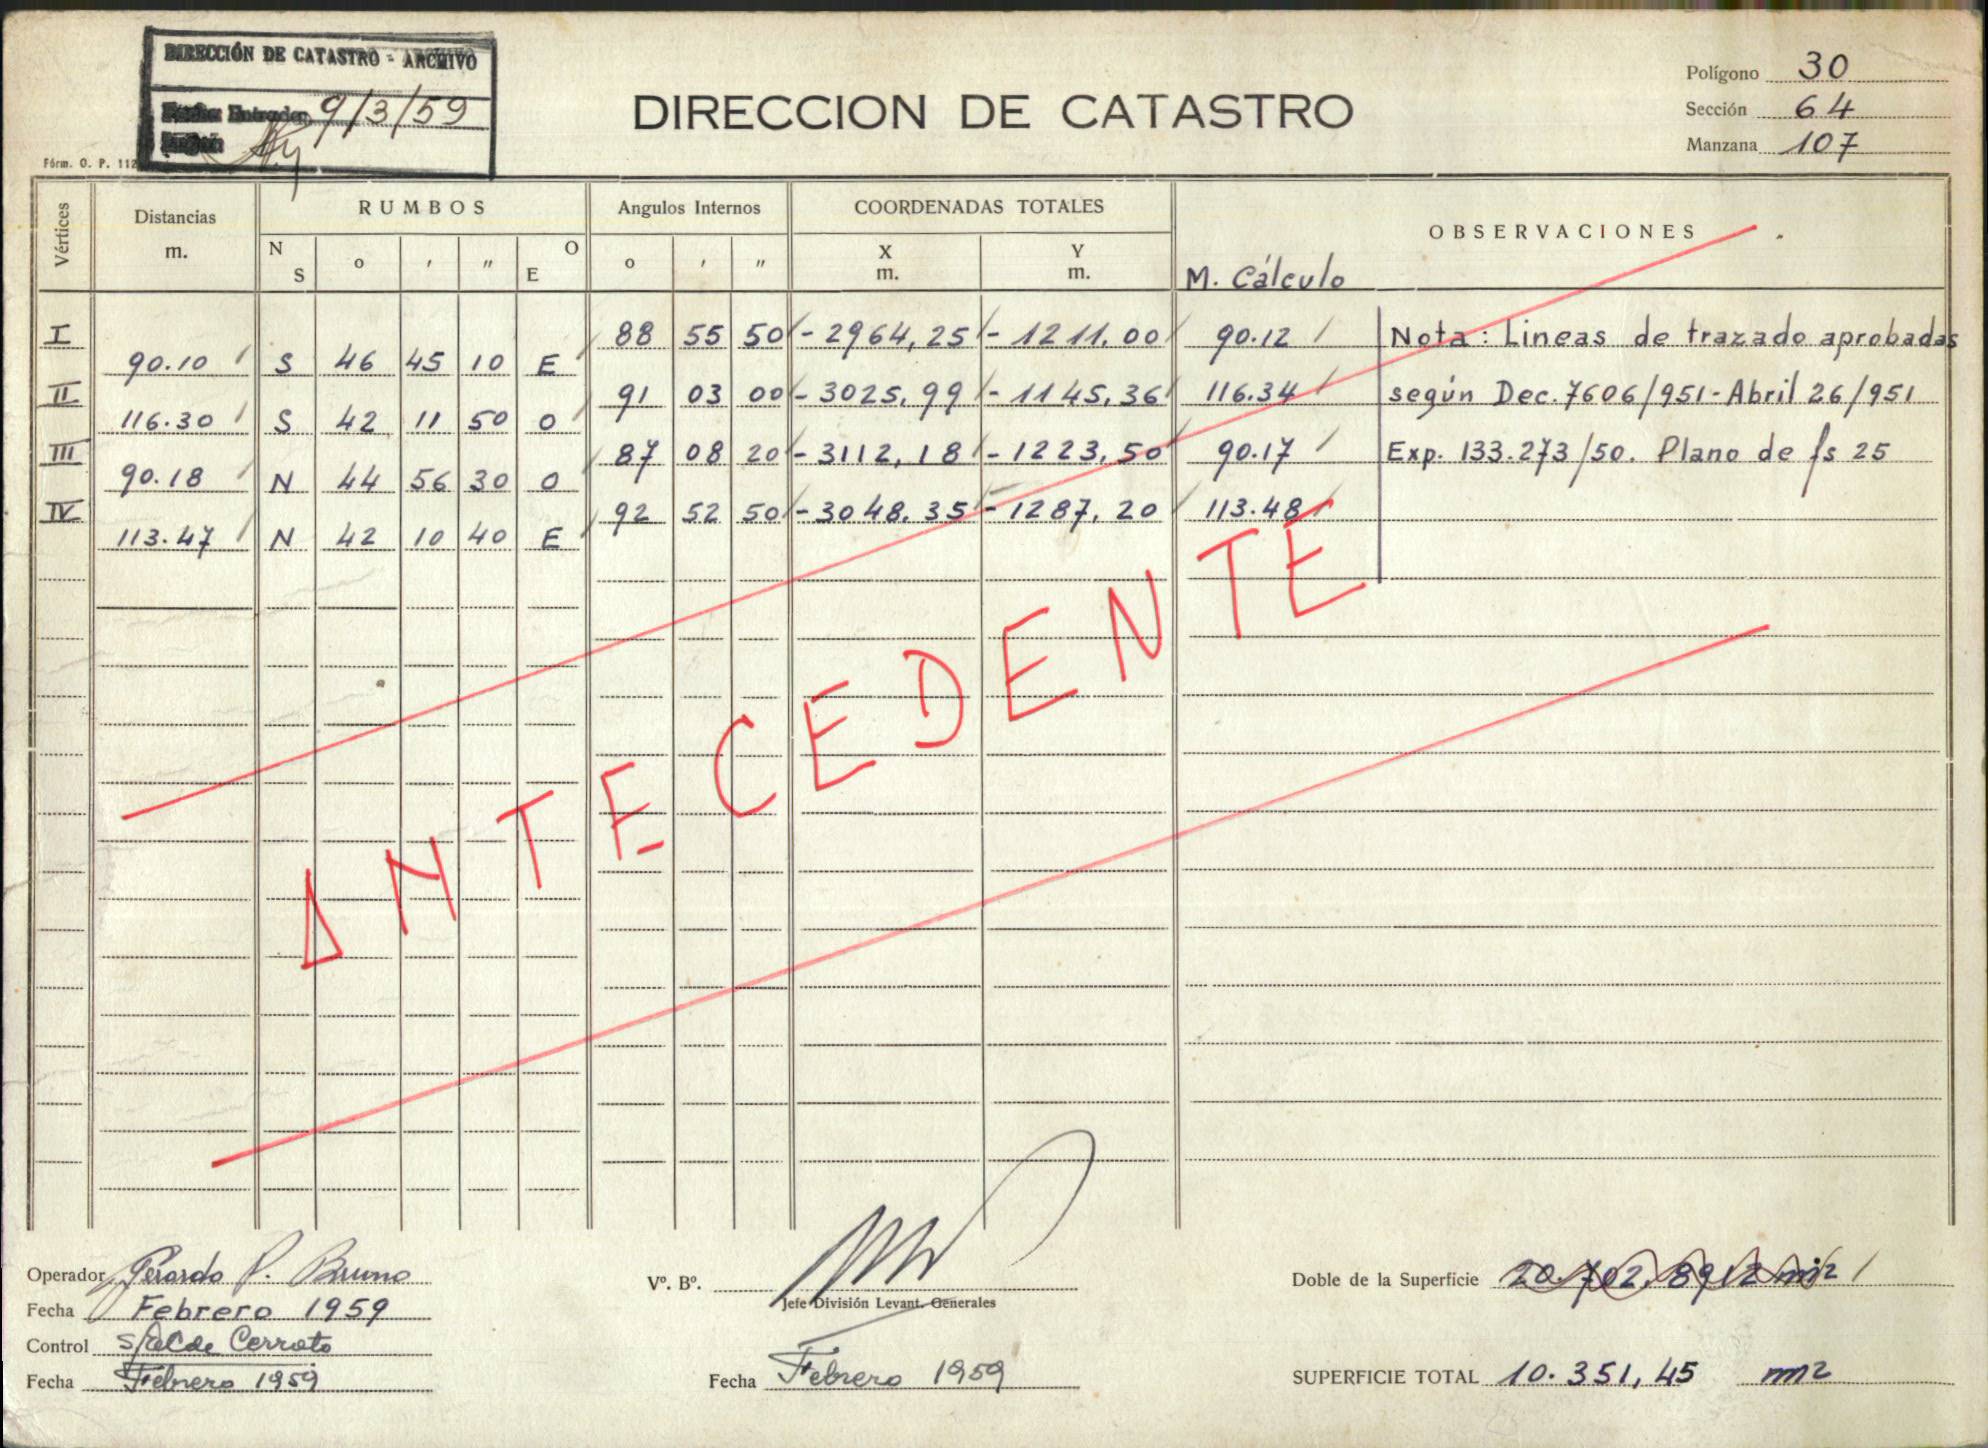 DIRECCIÓN DE CATASTRO - ARCHIVO
9/3/59
Fórm. O. P. 112
DIRECCION DE CATASTRO
Polígono 30
Sección 64
Manzana 107
Vértices Distancias m. RUMBOS N S o ' " O E Angulos Internos o ' " COORDENADAS TOTALES X m. Y m. OBSERVACIONES
M. Cálculo
I 88 55 50 -2964,25 -1211,00 90.12 Nota: Lineas de trazado aprobadas
90.10 S 46 45 10 E
II 91 03 00 -3025,99 -1145,36 116.34 según Dec. 7606/951-Abril 26/951
116.30 S 42 11 50 O
III 87 08 20 -3112,18 -1223,50 90.17 Exp. 133.273/50. Plano de fs 25
90.18 N 44 56 30 O
IV 92 52 50 -3048,35 -1287,20 113.48
113.47 N 42 10 40 E
ANTECEDENTE
Operador Gerardo P. Bruno
Fecha Febrero 1959
Control Cerrato
Fecha Febrero 1959
Vº. Bº.
Jefe División Levant. Generales
Fecha Febrero 1959
Doble de la Superficie 20.702.8912 m2
SUPERFICIE TOTAL 10.351,45 m2